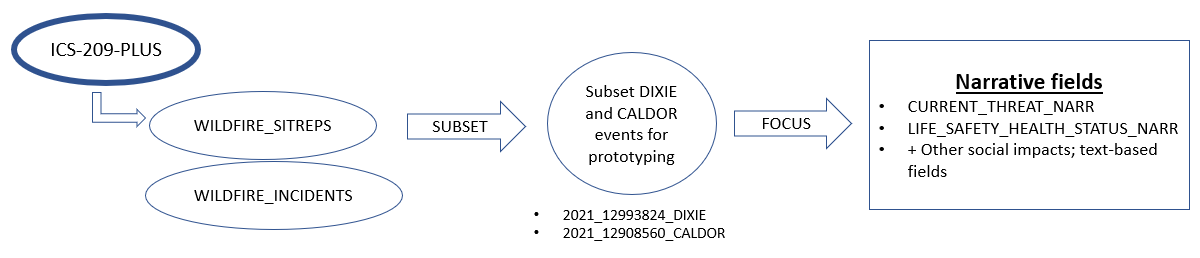 ICS-209-PLUS
WILDFIRE_SITREPS
WILDFIRE_INCIDENTS
SUBSET
Subset DIXIE
and CALDOR
events for
prototyping
• 2021_12993824_DIXIE
• 2021_12908560_CALDOR
FOCUS
Narrative fields
• CURRENT_THREAT_NARR
• LIFE_SAFETY_HEALTH_STATUS_NARR
• + Other social impacts; text-based
fields